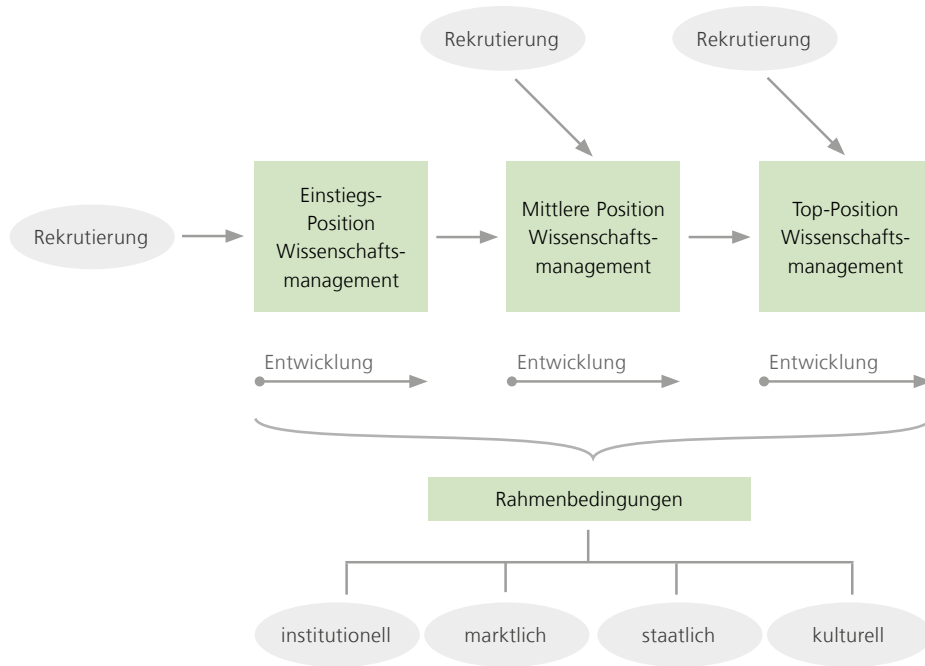 Rekrutierung
Rekrutierung
Rekrutierung
Einstiegs-
Position
Wissenschafts-
management
Mittlere Position
Wissenschafts-
management
Top-Position
Wissenschafts-
management
Entwicklung
Entwicklung
Entwicklung
Rahmenbedingungen
institutionell
marktlich
staatlich
kulturell